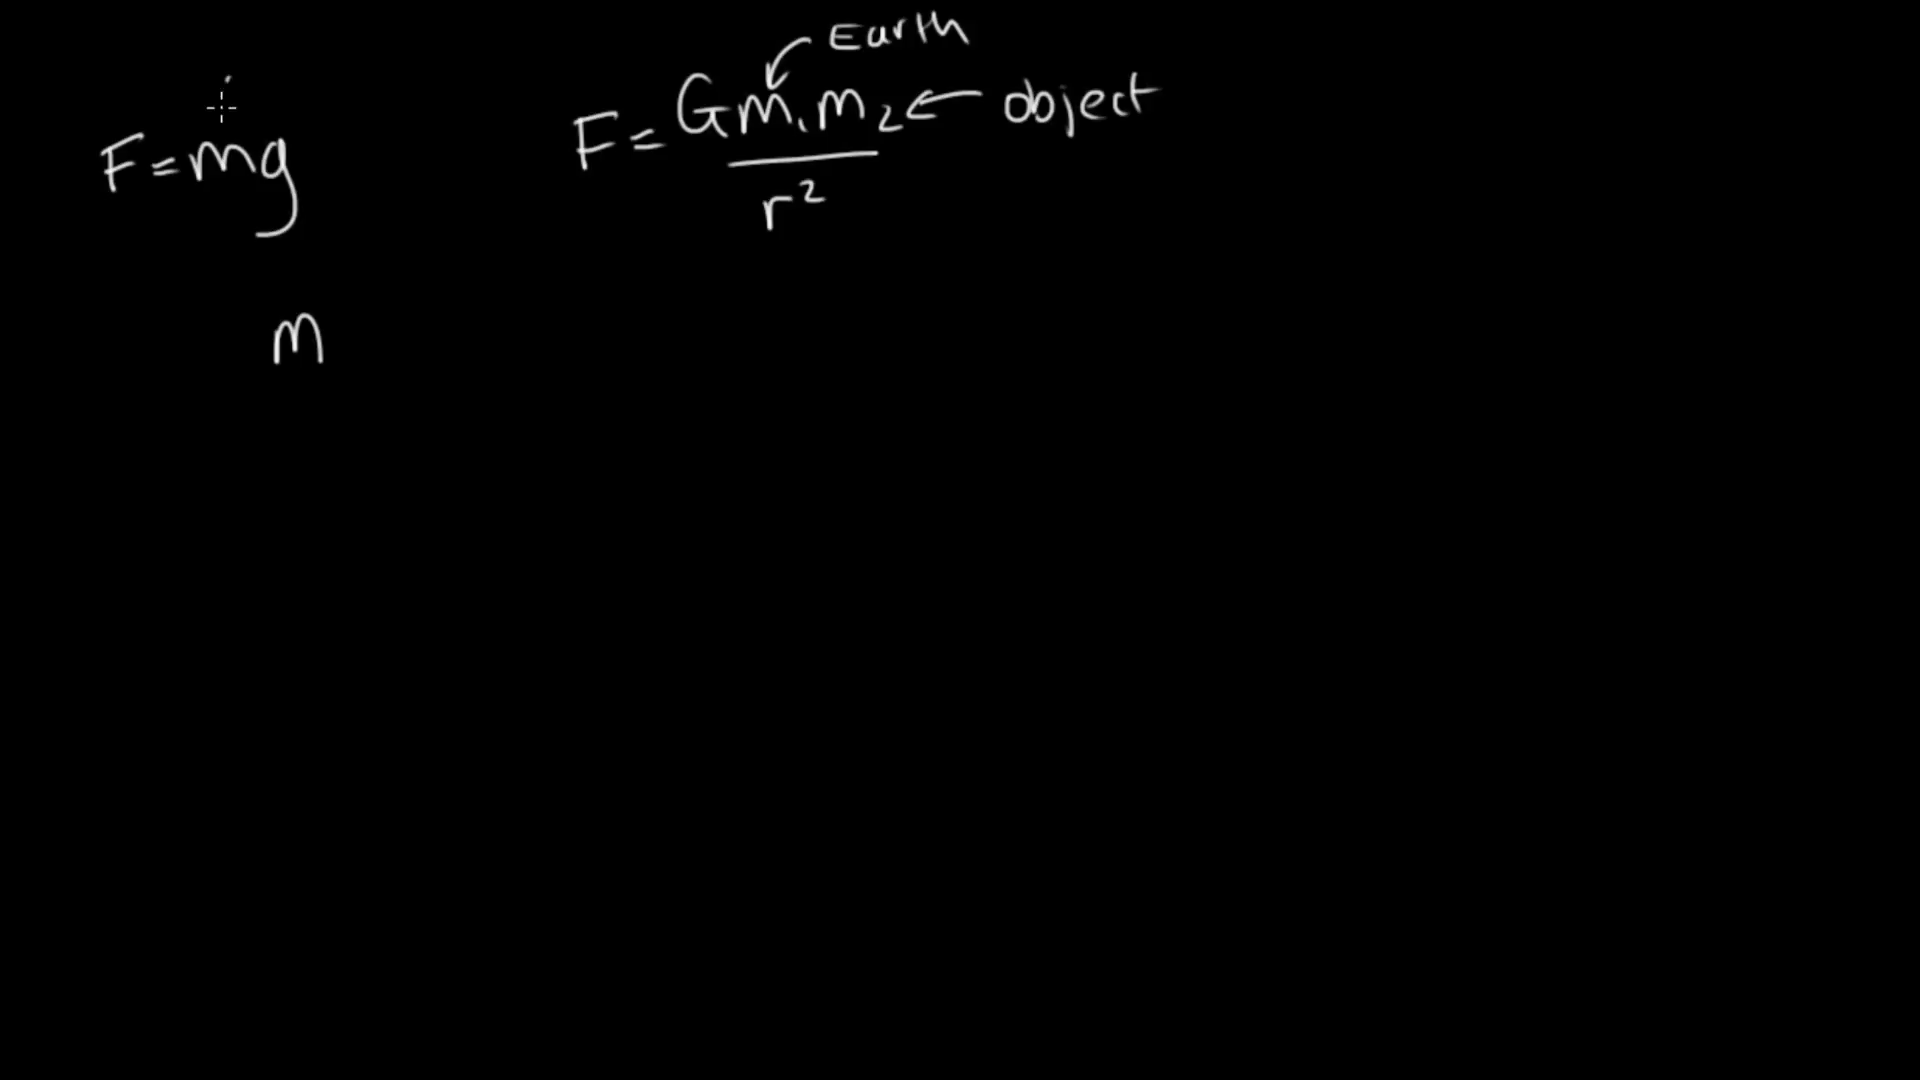 Earth
F=mg
F = Gm₁m₂ ← object
r²
m